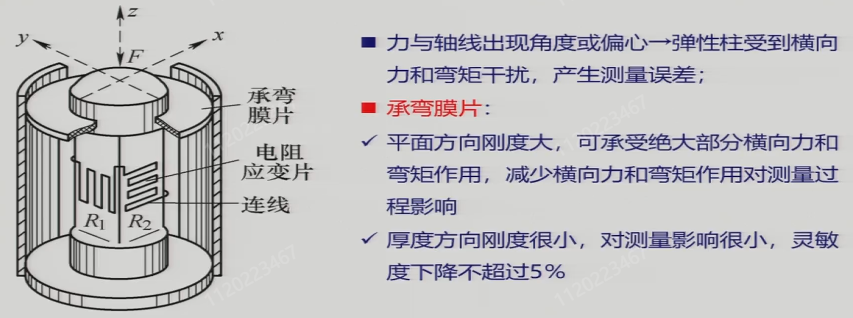 z
y
x
F
承弯
膜片
电阻
应变片
连线
R₁
R₂
■ 力与轴线出现角度或偏心→弹性柱受到横向
力和弯矩干扰，产生测量误差；
■ 承弯膜片：
✓ 平面方向刚度大，可承受绝大部分横向力和
弯矩作用，减少横向力和弯矩作用对测量过
程影响
✓ 厚度方向刚度很小，对测量影响很小，灵敏
度下降不超过5%
1120223467
1120223467
1120223467